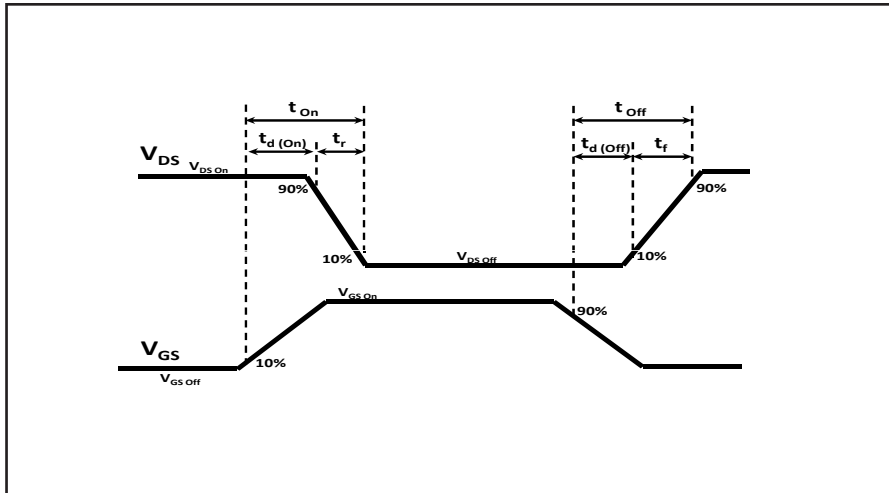 t On
t Off
t d (On)
t r
t d (Off)
t f
V DS
V DS On
90%
90%
10%
V DS Off
10%
V GS On
90%
V GS
10%
V GS Off